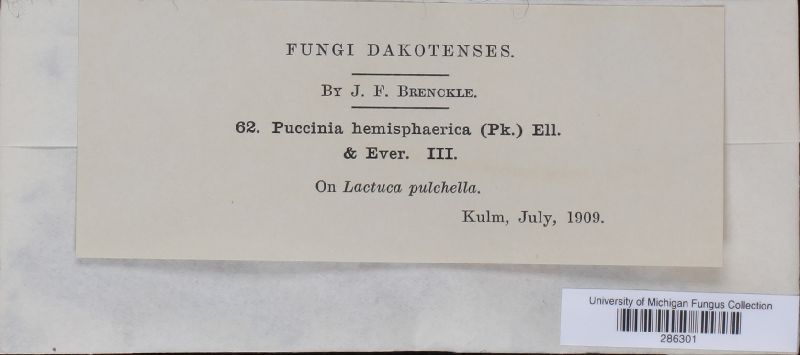 FUNGI DAKOTENSES.
BY J. F. BRENCKLE.
62. Puccinia hemisphaerica (Pk.) Ell.
& Ever. III.
On Lactuca pulchella.
Kulm, July, 1909.
University of Michigan Fungus Collection
286301